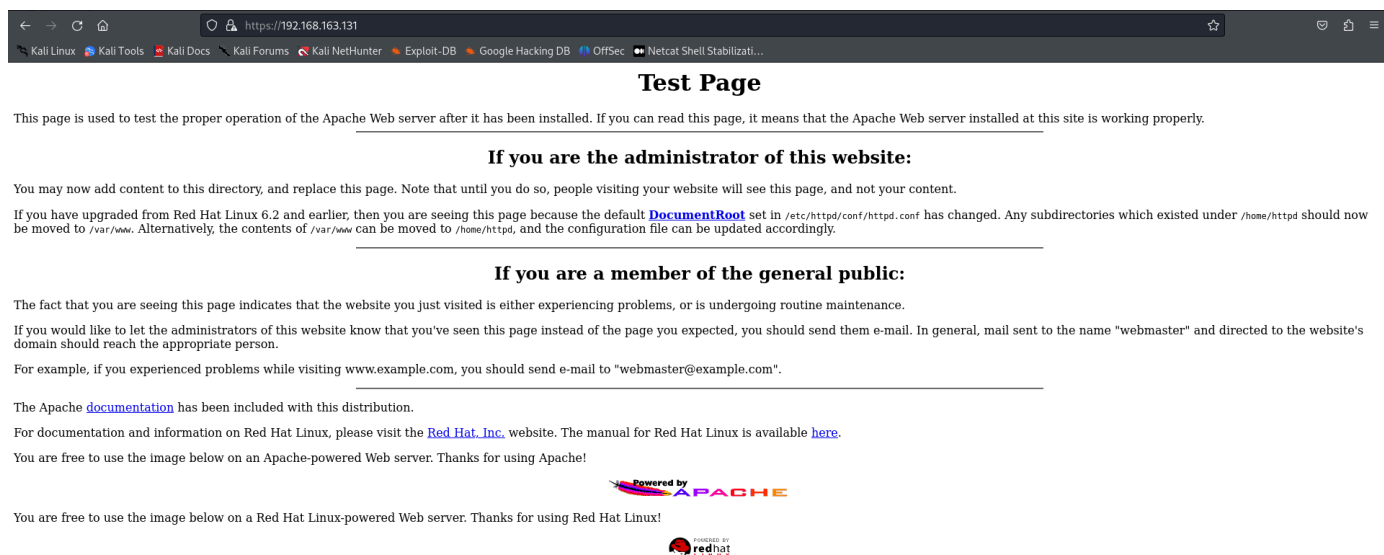 https://192.168.163.131
Kali Linux Kali Tools Kali Docs Kali Forums Kali NetHunter Exploit-DB Google Hacking DB OffSec Netcat Shell Stabilizati…
Test Page
This page is used to test the proper operation of the Apache Web server after it has been installed. If you can read this page, it means that the Apache Web server installed at this site is working properly.
If you are the administrator of this website:
You may now add content to this directory, and replace this page. Note that until you do so, people visiting your website will see this page, and not your content.
If you have upgraded from Red Hat Linux 6.2 and earlier, then you are seeing this page because the default DocumentRoot set in /etc/httpd/conf/httpd.conf has changed. Any subdirectories which existed under /home/httpd should now
be moved to /var/www. Alternatively, the contents of /var/www can be moved to /home/httpd, and the configuration file can be updated accordingly.
If you are a member of the general public:
The fact that you are seeing this page indicates that the website you just visited is either experiencing problems, or is undergoing routine maintenance.
If you would like to let the administrators of this website know that you've seen this page instead of the page you expected, you should send them e-mail. In general, mail sent to the name "webmaster" and directed to the website's
domain should reach the appropriate person.
For example, if you experienced problems while visiting www.example.com, you should send e-mail to "webmaster@example.com".
The Apache documentation has been included with this distribution.
For documentation and information on Red Hat Linux, please visit the Red Hat, Inc. website. The manual for Red Hat Linux is available here.
You are free to use the image below on an Apache-powered Web server. Thanks for using Apache!
Powered by
APACHE
You are free to use the image below on a Red Hat Linux-powered Web server. Thanks for using Red Hat Linux!
POWERED BY
redhat